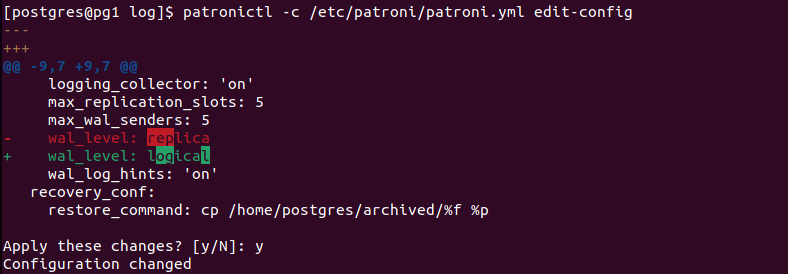 [postgres@pg1 log]$ patronictl -c /etc/patroni/patroni.yml edit-config
---
+++
@@ -9,7 +9,7 @@
     logging_collector: 'on'
     max_replication_slots: 5
     max_wal_senders: 5
-    wal_level: replica
+    wal_level: logical
     wal_log_hints: 'on'
   recovery_conf:
     restore_command: cp /home/postgres/archived/%f %p

Apply these changes? [y/N]: y
Configuration changed